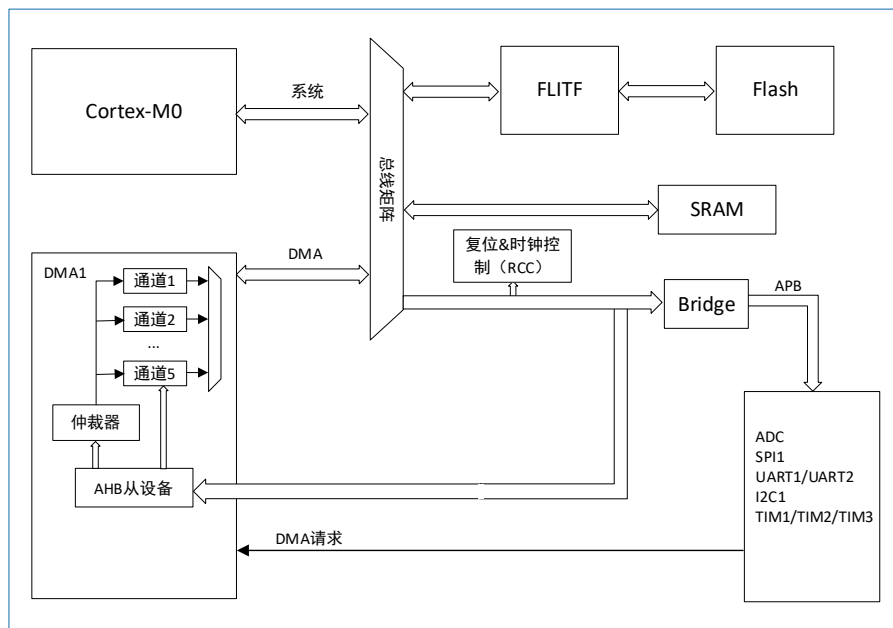 Cortex-M0
系统
总线矩阵
FLITF
Flash
SRAM
DMA
复位&时钟控
制（RCC）
Bridge
APB
DMA1
通道1
通道2
...
通道5
仲裁器
AHB从设备
DMA请求
ADC
SPI1
UART1/UART2
I2C1
TIM1/TIM2/TIM3